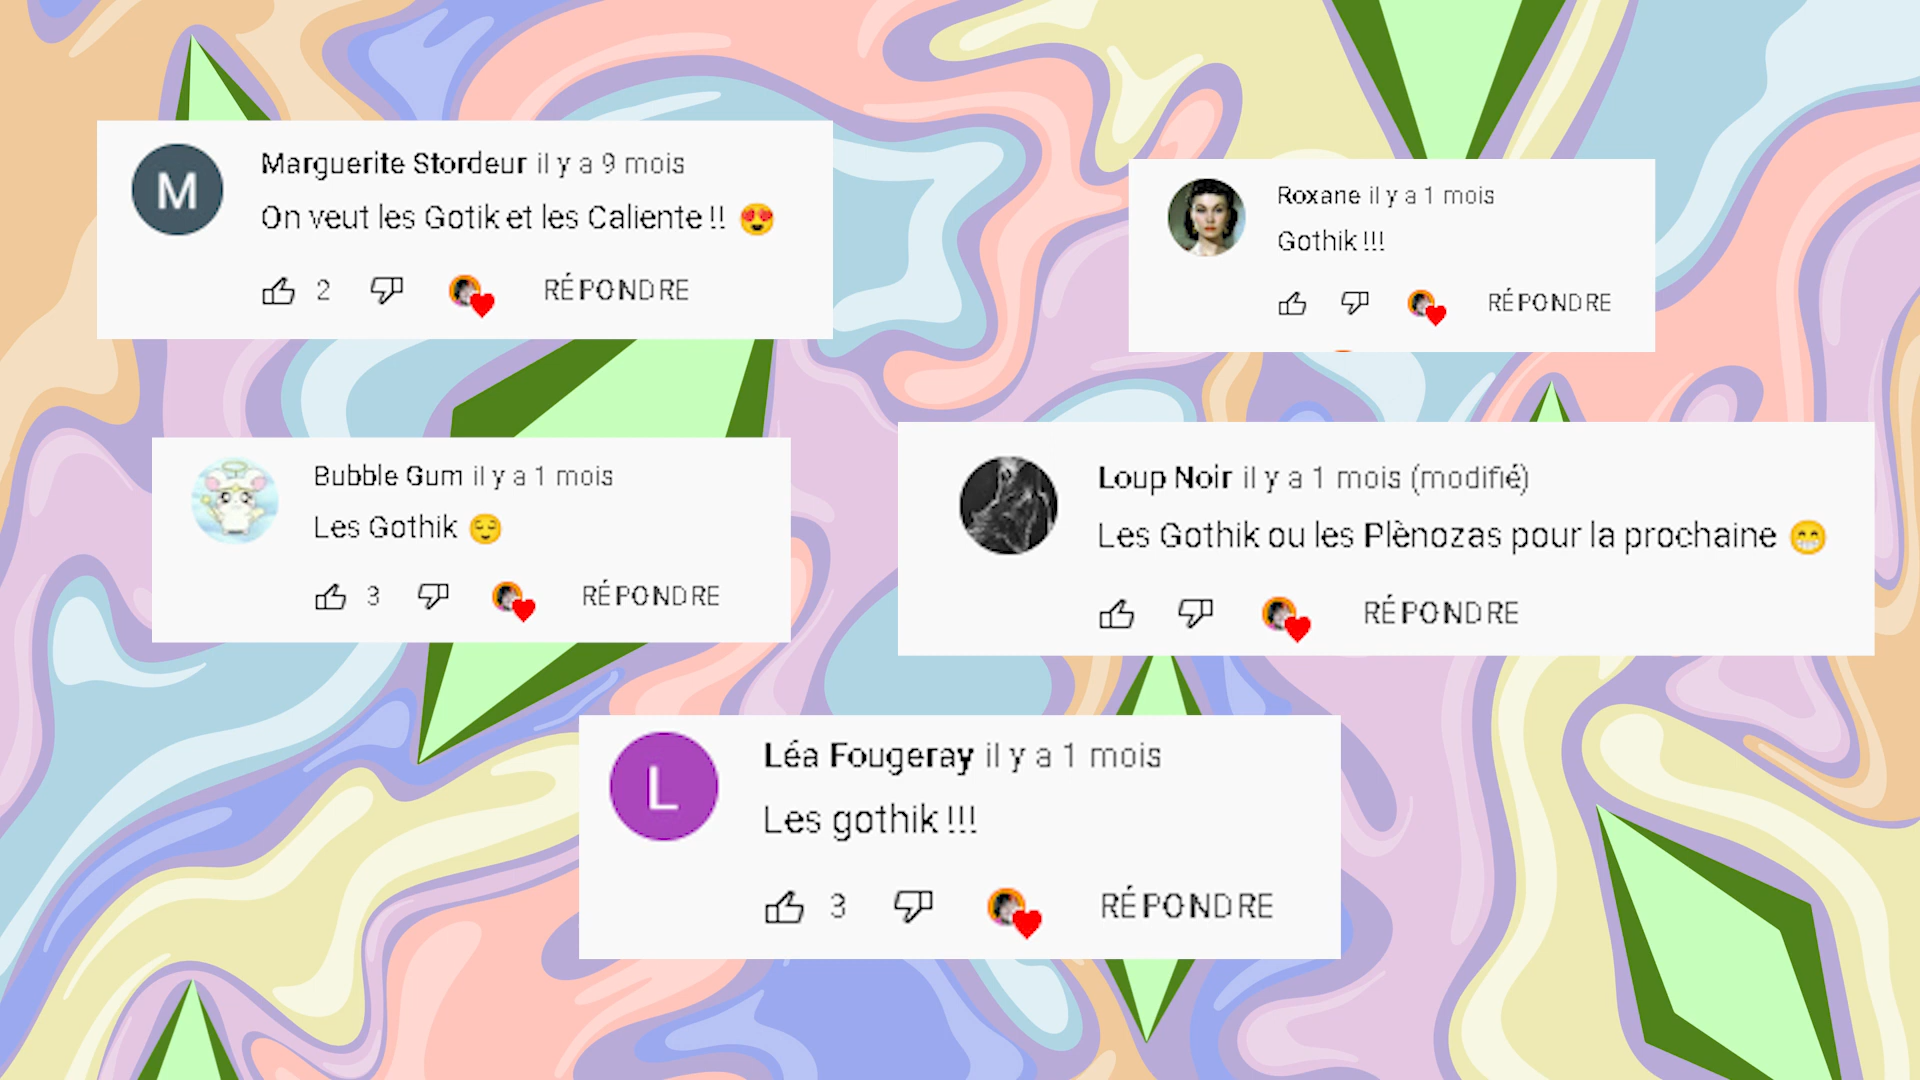 M
Marguerite Stordeur il y a 9 mois
On veut les Gotik et les Caliente !! 😍
2 RÉPONDRE
Roxane il y a 1 mois
Gothik !!!
RÉPONDRE
Bubble Gum il y a 1 mois
Les Gothik 😌
3 RÉPONDRE
Loup Noir il y a 1 mois (modifié)
Les Gothik ou les Plènozas pour la prochaine 😁
RÉPONDRE
L
Léa Fougeray il y a 1 mois
Les gothik !!!
3 RÉPONDRE